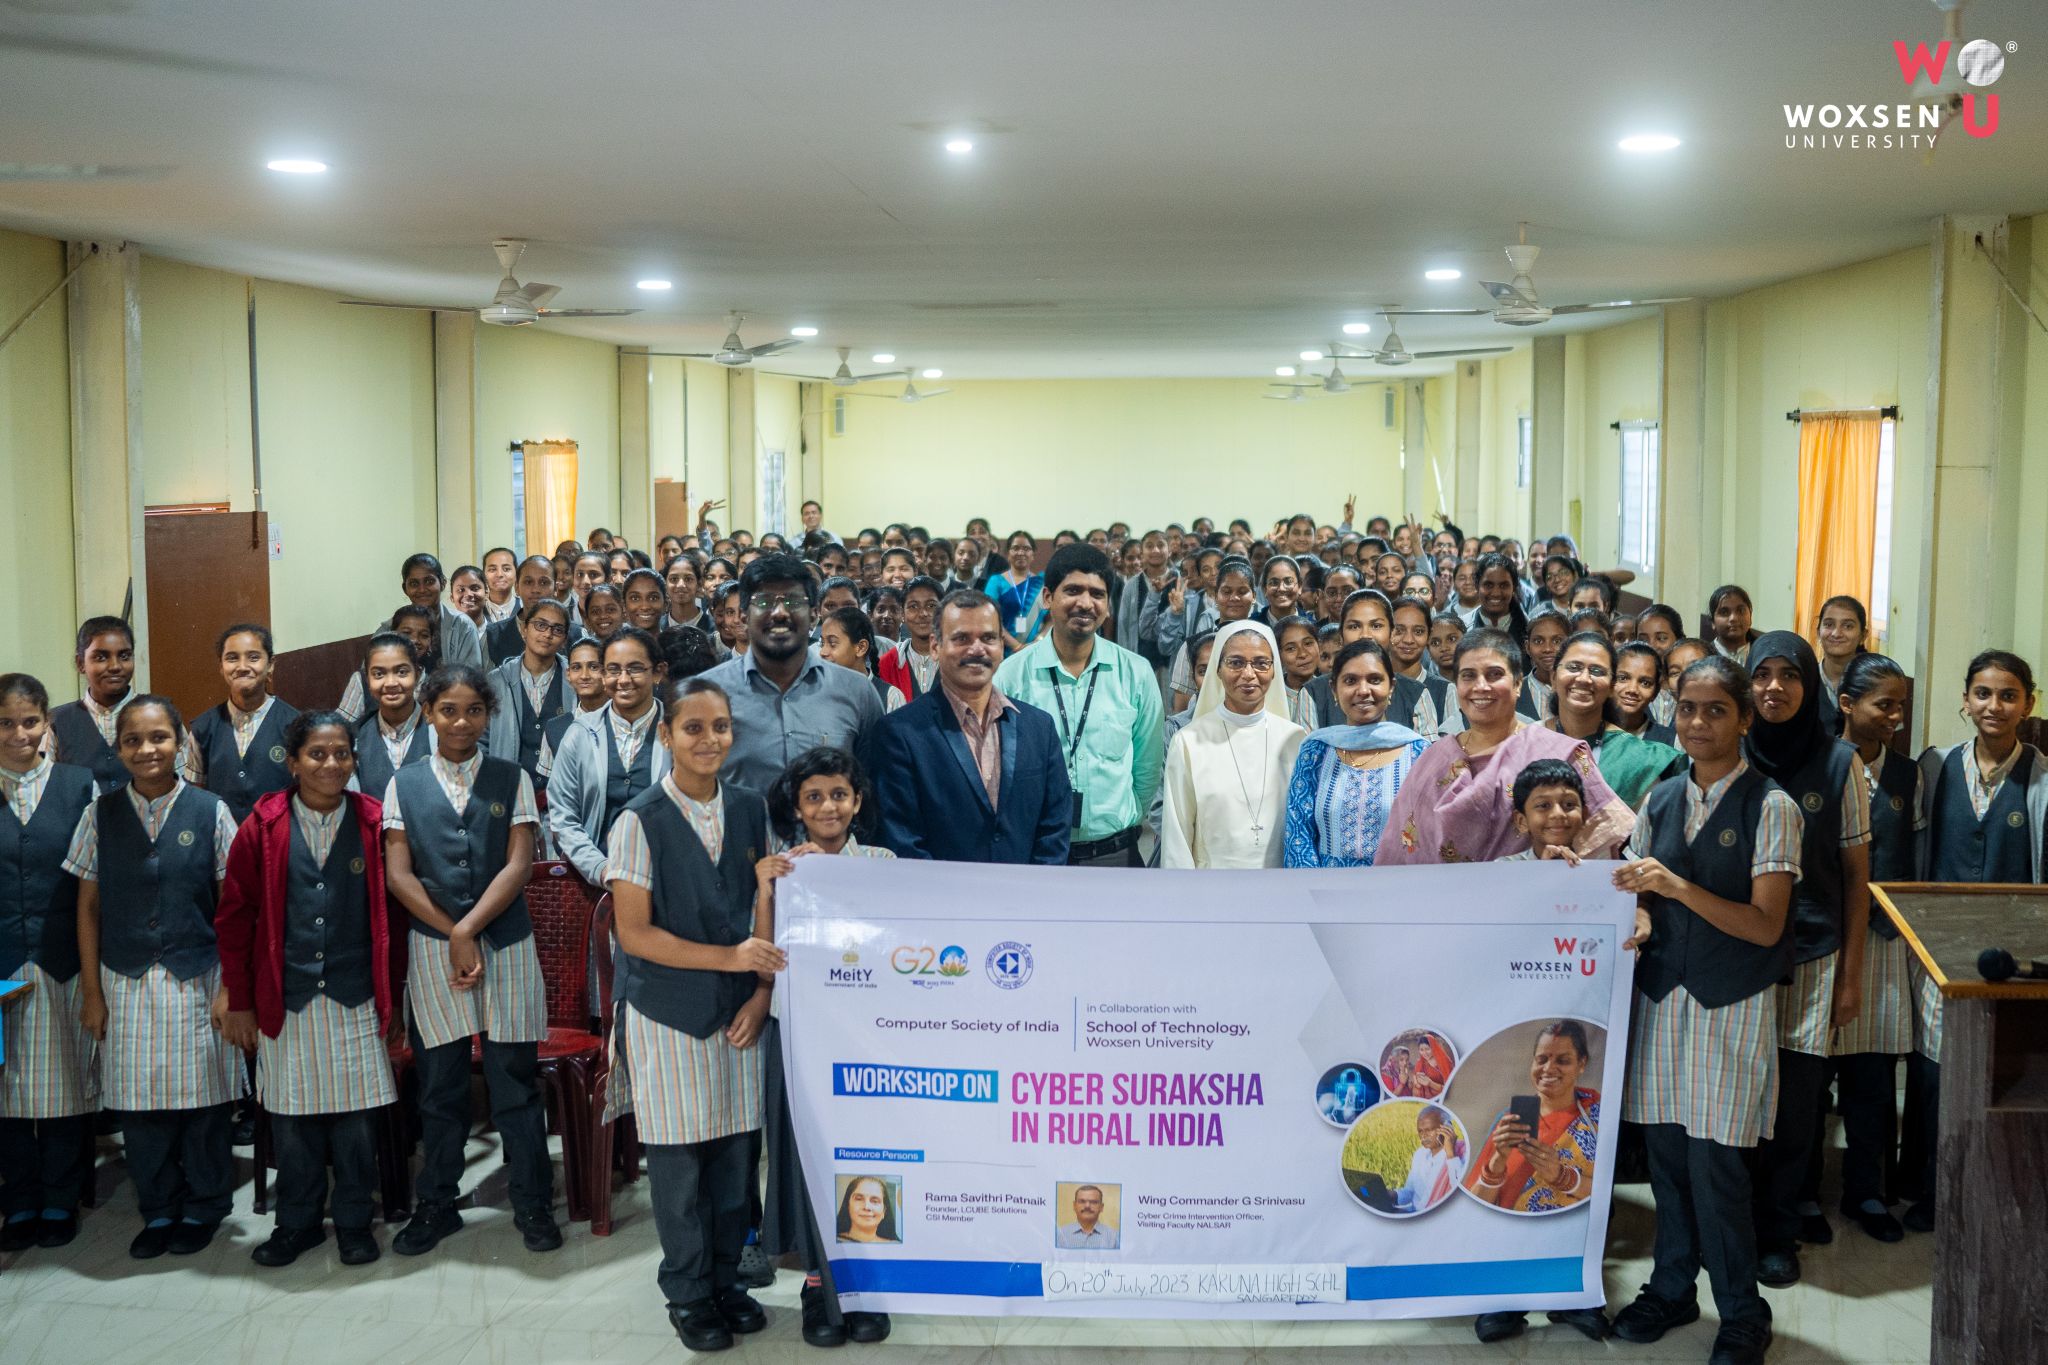 WOU®
WOXSEN
UNIVERSITY
MeitY
Government of India
G20
WOU®
WOXSEN
UNIVERSITY
Computer Society of India
in Collaboration with
School of Technology,
Woxsen University
WORKSHOP ON
CYBER SURAKSHA
IN RURAL INDIA
Resource Persons
Rama Savithri Patnaik
Founder, LCUBE Solutions
CSI Member
Wing Commander G Srinivasu
Cyber Crime Intervention Officer,
Visiting Faculty NALSAR
On 20th July, 2023 KARUNA HIGH SCHL
SANGAREDDY